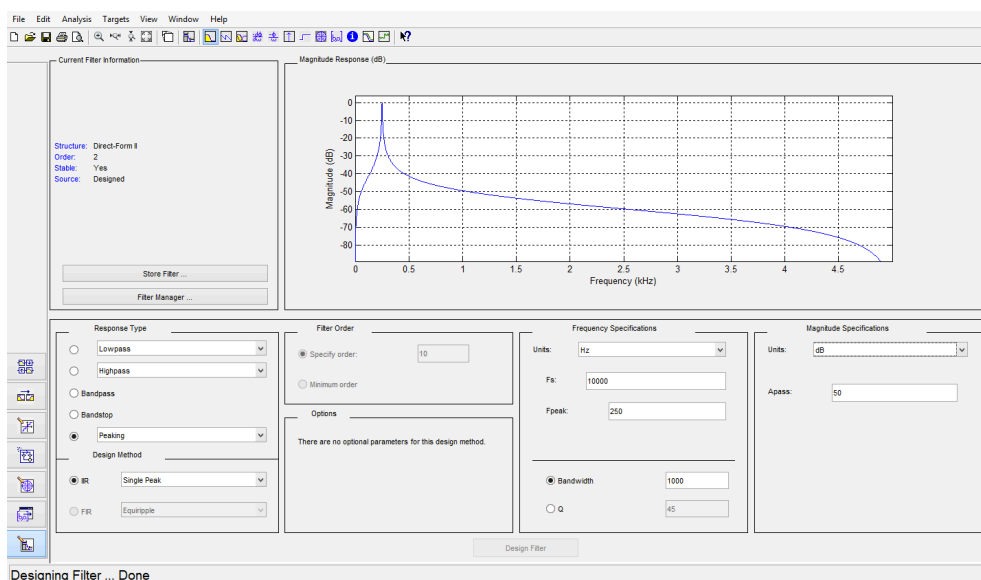 File Edit Analysis Targets View Window Help
Current Filter Information
Structure: Direct-Form II
Order: 2
Stable: Yes
Source: Designed
Store Filter ...
Filter Manager ...
Magnitude Response (dB)
Magnitude (dB)
0
-10
-20
-30
-40
-50
-60
-70
-80
0 0.5 1 1.5 2 2.5 3 3.5 4 4.5
Frequency (kHz)
Response Type
Lowpass
Highpass
Bandpass
Bandstop
Peaking
Design Method
IIR Single Peak
FIR Equiripple
Filter Order
Specify order: 10
Minimum order
Options
There are no optional parameters for this design method.
Frequency Specifications
Units: Hz
Fs: 10000
Fpeak: 250
Bandwidth 1000
Q 45
Magnitude Specifications
Units: dB
Apass: 50
Design Filter
Designing Filter ... Done